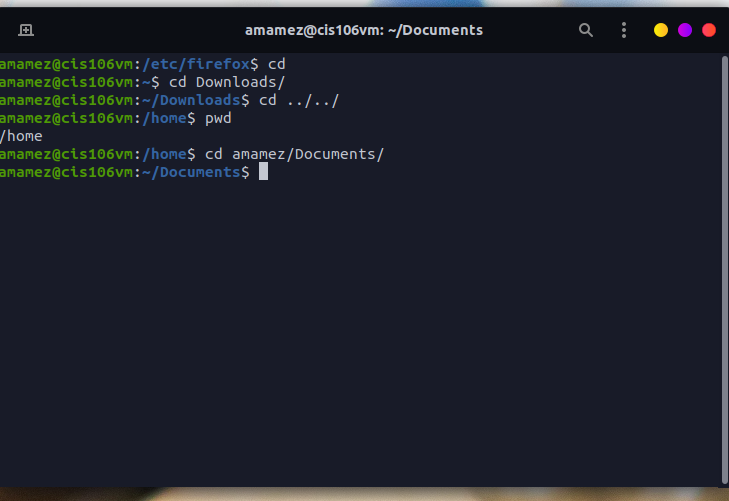 amamez@cis106vm: ~/Documents
amamez@cis106vm:/etc/firefox$ cd
amamez@cis106vm:~$ cd Downloads/
amamez@cis106vm:~/Downloads$ cd ../../
amamez@cis106vm:/home$ pwd
/home
amamez@cis106vm:/home$ cd amamez/Documents/
amamez@cis106vm:~/Documents$